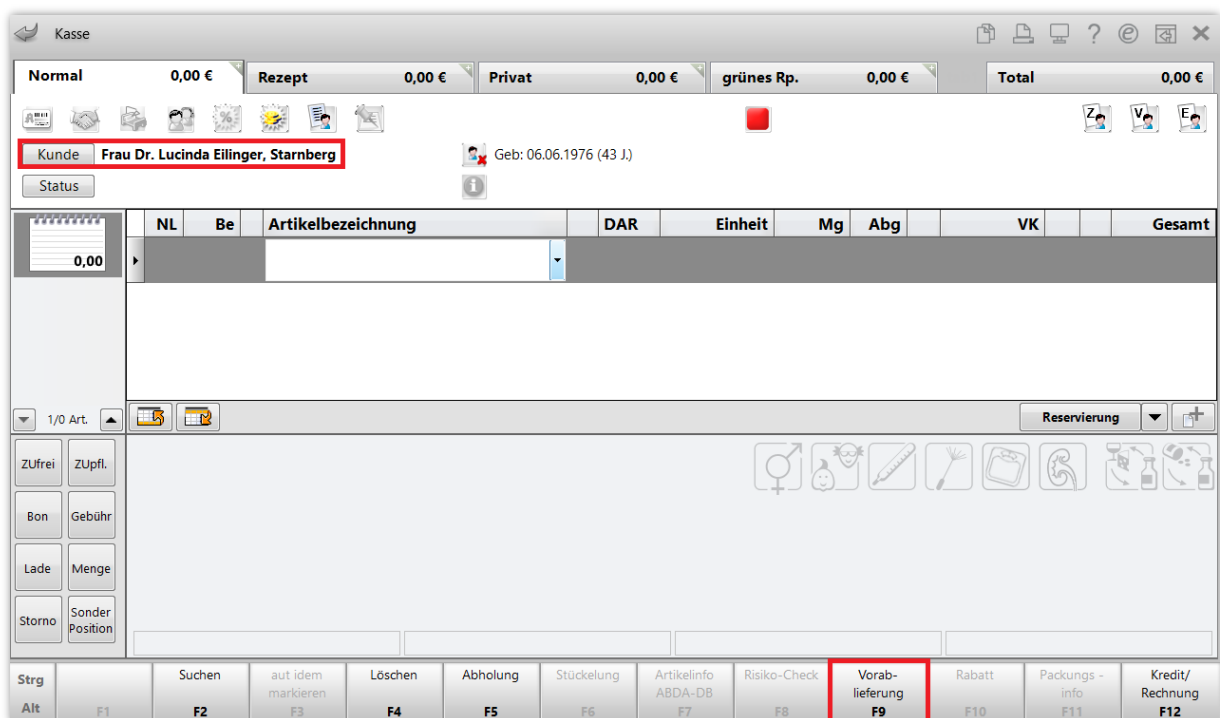 Kasse
Normal 0,00 € Rezept 0,00 € Privat 0,00 € grünes Rp. 0,00 € Total 0,00 €
Z V E
Kunde Frau Dr. Lucinda Eilinger, Starnberg Geb: 06.06.1976 (43 J.)
Status
NL Be Artikelbezeichnung DAR Einheit Mg Abg VK Gesamt
0,00
1/0 Art. Reservierung
ZUfrei ZUpfl.
Bon Gebühr
Lade Menge
Storno Sonder Position
Strg Suchen aut idem Löschen Abholung Stückelung Artikelinfo Risiko-Check Vorab- Rabatt Packungs - Kredit/
markieren ABDA-DB lieferung info Rechnung
Alt F1 F2 F3 F4 F5 F6 F7 F8 F9 F10 F11 F12